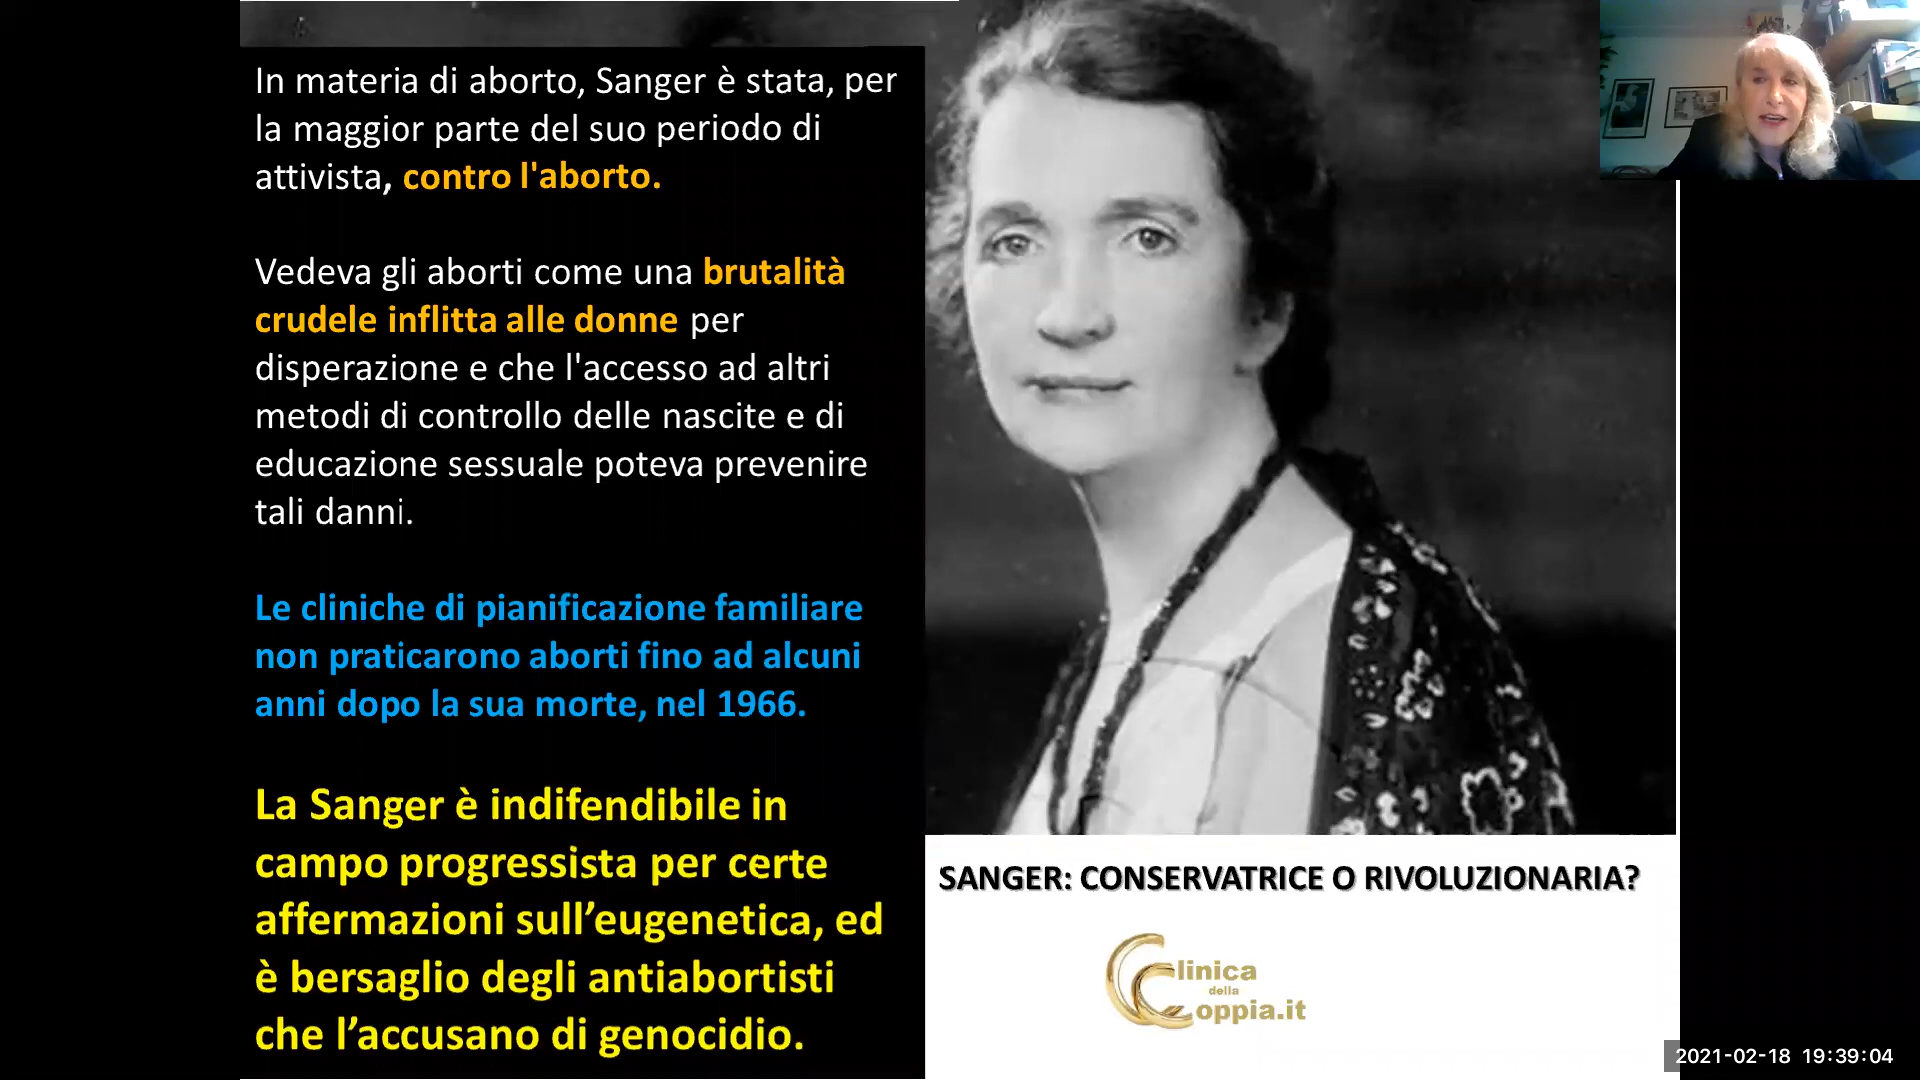 In materia di aborto, Sanger è stata, per
la maggior parte del suo periodo di
attivista, contro l'aborto.
Vedeva gli aborti come una brutalità
crudele inflitta alle donne per
disperazione e che l'accesso ad altri
metodi di controllo delle nascite e di
educazione sessuale poteva prevenire
tali danni.
Le cliniche di pianificazione familiare
non praticarono aborti fino ad alcuni
anni dopo la sua morte, nel 1966.
La Sanger è indifendibile in
campo progressista per certe
affermazioni sull’eugenetica, ed
è bersaglio degli antiabortisti
che l’accusano di genocidio.
SANGER: CONSERVATRICE O RIVOLUZIONARIA?
Clinica
della
Coppia.it
2021-02-18 19:39:04